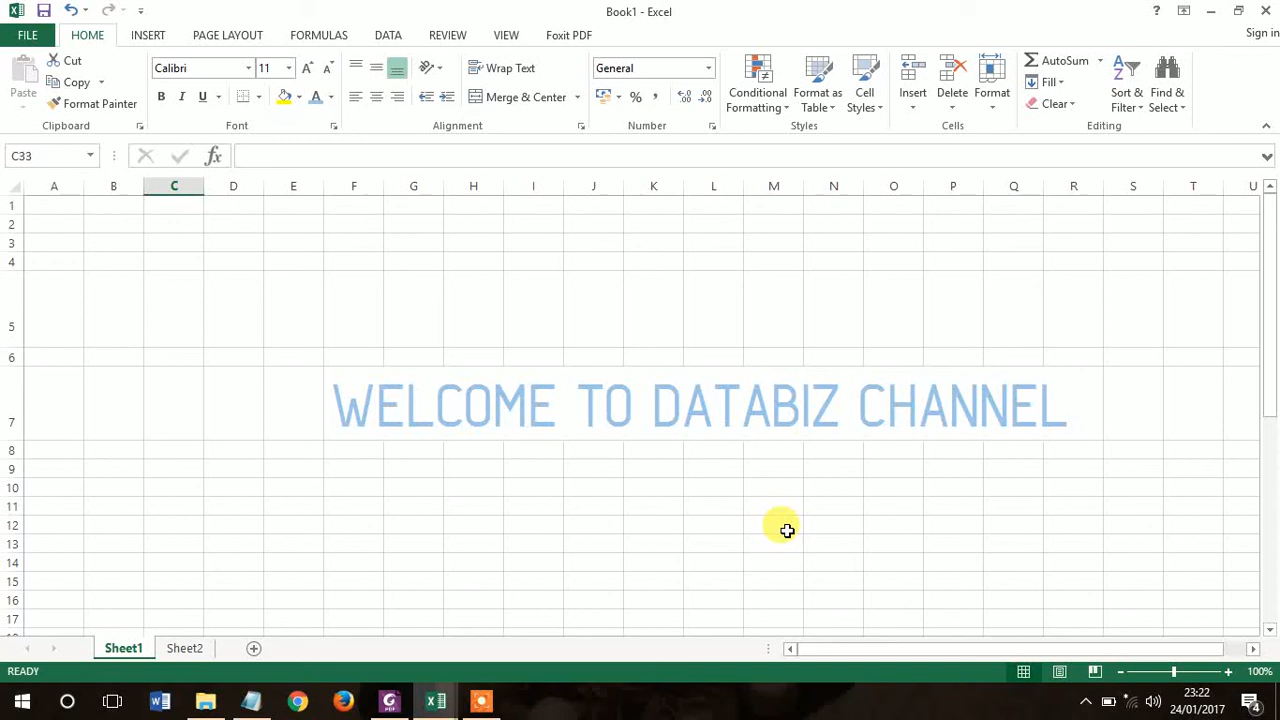 Book1 - Excel
?
FILE HOME INSERT PAGE LAYOUT FORMULAS DATA REVIEW VIEW Foxit PDF Sign in
Paste
Cut
Copy
Format Painter
Clipboard
Calibri 11 A A
B I U A
Font
Wrap Text
Merge & Center
Alignment
General
% ,
Number
Conditional Formatting
Format as Table
Cell Styles
Styles
Insert Delete Format
Cells
AutoSum
Fill
Clear
Sort & Filter
Find & Select
Editing
C33 fx
A B C D E F G H I J K L M N O P Q R S T U
1
2
3
4
5
6
7 WELCOME TO DATABIZ CHANNEL
8
9
10
11
12
13
14
15
16
17
Sheet1 Sheet2
READY 100%
23:22
24/01/2017
4